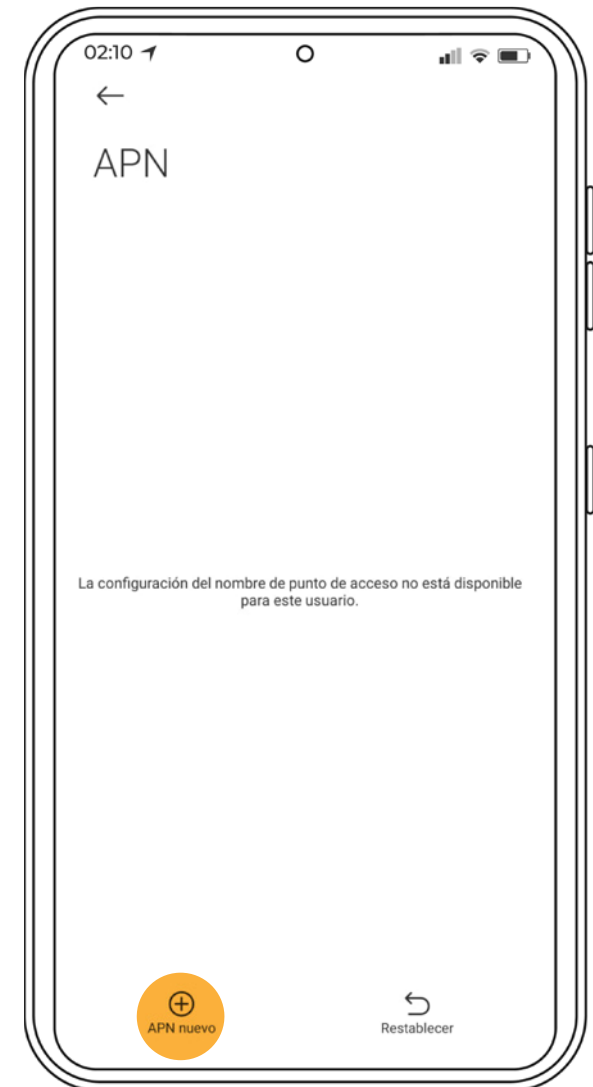 02:10
APN
La configuración del nombre de punto de acceso no está disponible
para este usuario.
APN nuevo
Restablecer